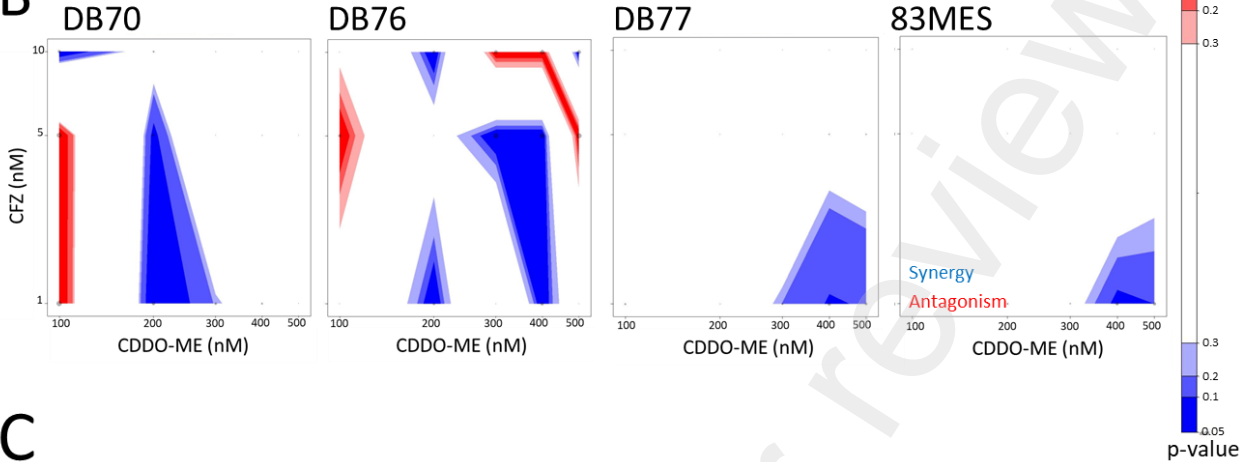 B
DB70
DB76
DB77
83MES
0.2
0.3
10
5
1
CFZ (nM)
Synergy
Antagonism
100 200 300 400 500
100 200 300 400 500
100 200 300 400 500
100 200 300 400 500
CDDO-ME (nM)
CDDO-ME (nM)
CDDO-ME (nM)
CDDO-ME (nM)
0.3
0.2
0.1
0.05
p-value
C
r review